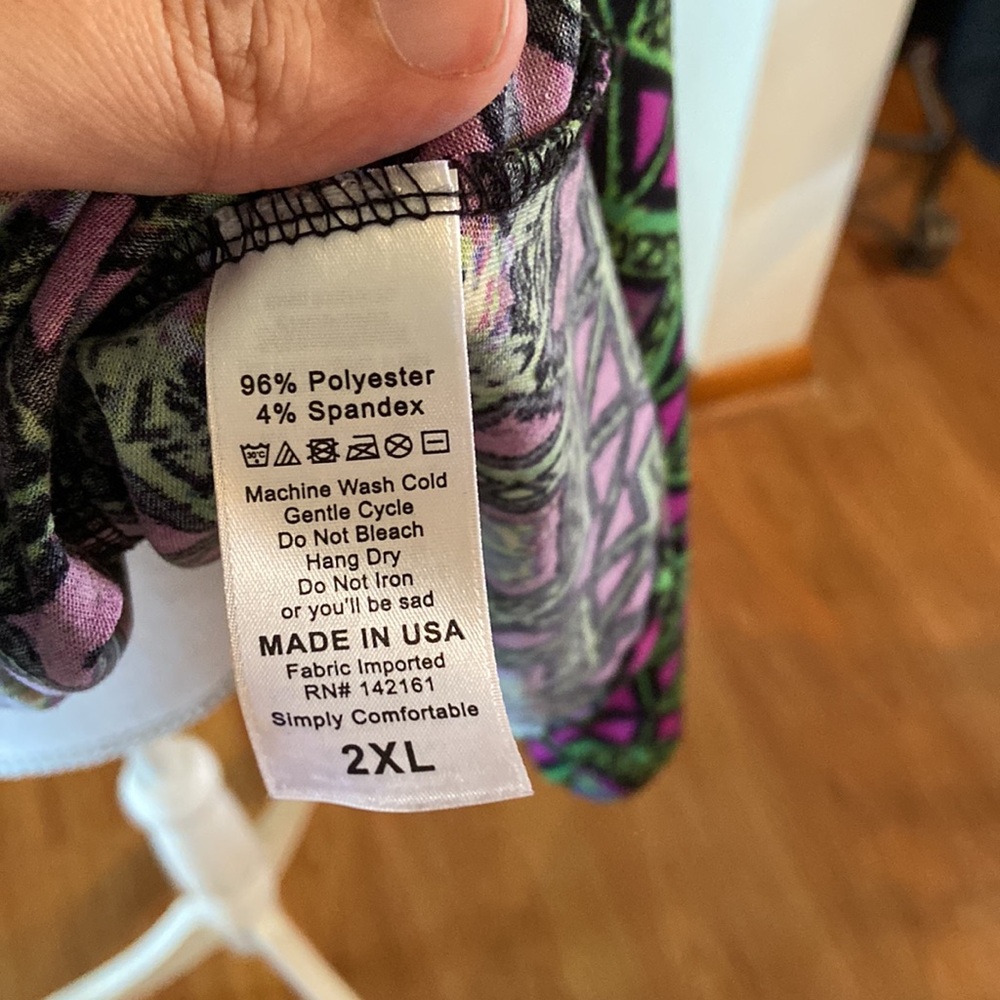 96% Polyester
4% Spandex
30°C
Machine Wash Cold
Gentle Cycle
Do Not Bleach
Hang Dry
Do Not Iron
or you'll be sad
MADE IN USA
Fabric Imported
RN# 142161
Simply Comfortable
2XL